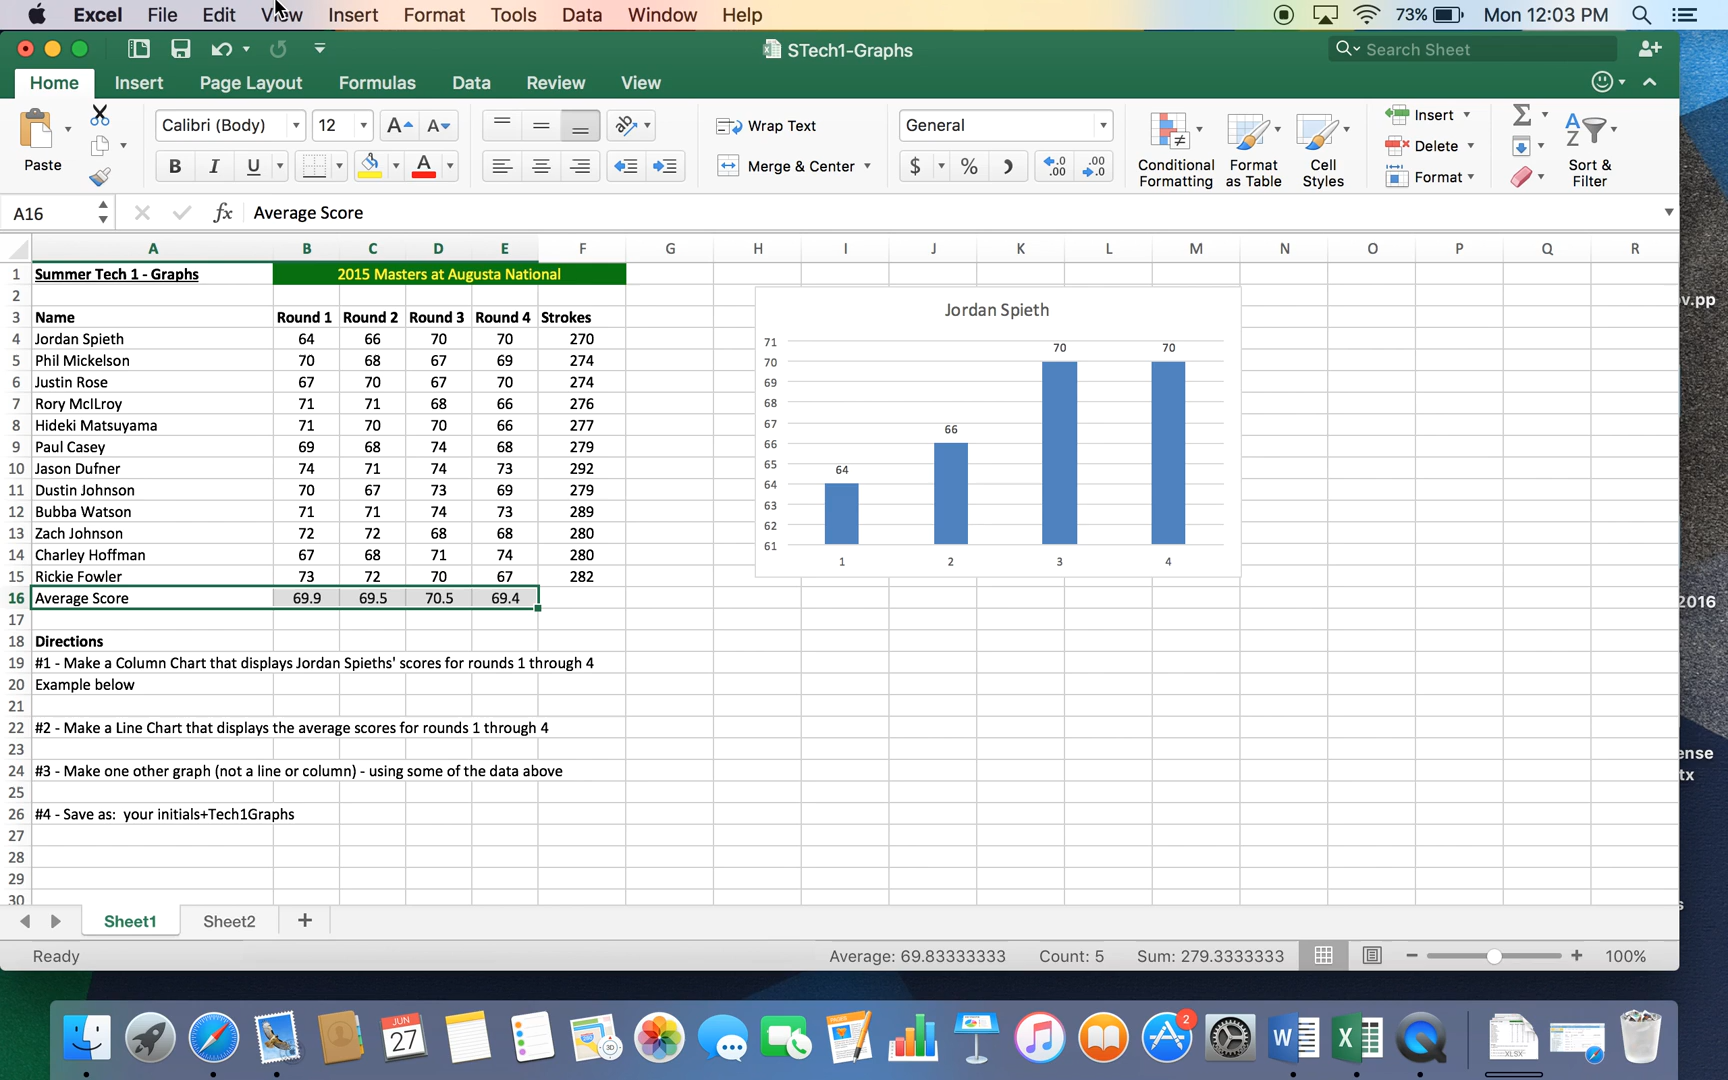 Excel File Edit View Insert Format Tools Data Window Help 73% Mon 12:03 PM
STech1-Graphs Search Sheet
Home Insert Page Layout Formulas Data Review View
Paste Calibri (Body) 12 A A ab Wrap Text General Insert
B I U A Merge & Center $ % Conditional Formatting Format as Table Cell Styles Delete Format Sort & Filter
A16 fx Average Score
A B C D E F G H I J K L M N O P Q R
1 Summer Tech 1 - Graphs 2015 Masters at Augusta National
2
3 Name Round 1 Round 2 Round 3 Round 4 Strokes
4 Jordan Spieth 64 66 70 70 270
5 Phil Mickelson 70 68 67 69 274
6 Justin Rose 67 70 67 70 274
7 Rory McILroy 71 71 68 66 276
8 Hideki Matsuyama 71 70 70 66 277
9 Paul Casey 69 68 74 68 279
10 Jason Dufner 74 71 74 73 292
11 Dustin Johnson 70 67 73 69 279
12 Bubba Watson 71 71 74 73 289
13 Zach Johnson 72 72 68 68 280
14 Charley Hoffman 67 68 71 74 280
15 Rickie Fowler 73 72 70 67 282
16 Average Score 69.9 69.5 70.5 69.4
17
18 Directions
19 #1 - Make a Column Chart that displays Jordan Spieths' scores for rounds 1 through 4
20 Example below
21
22 #2 - Make a Line Chart that displays the average scores for rounds 1 through 4
23
24 #3 - Make one other graph (not a line or column) - using some of the data above
25
26 #4 - Save as: your initials+Tech1Graphs
27
28
29
30
Jordan Spieth
71
70
69
68
67
66
65
64
63
62
61
64 66 70 70
1 2 3 4
v.pp
2016
ense
tx
s
Sheet1 Sheet2 +
Ready Average: 69.83333333 Count: 5 Sum: 279.3333333 100%
JUN
27
3D
PAGES
2
W
X
XLSX